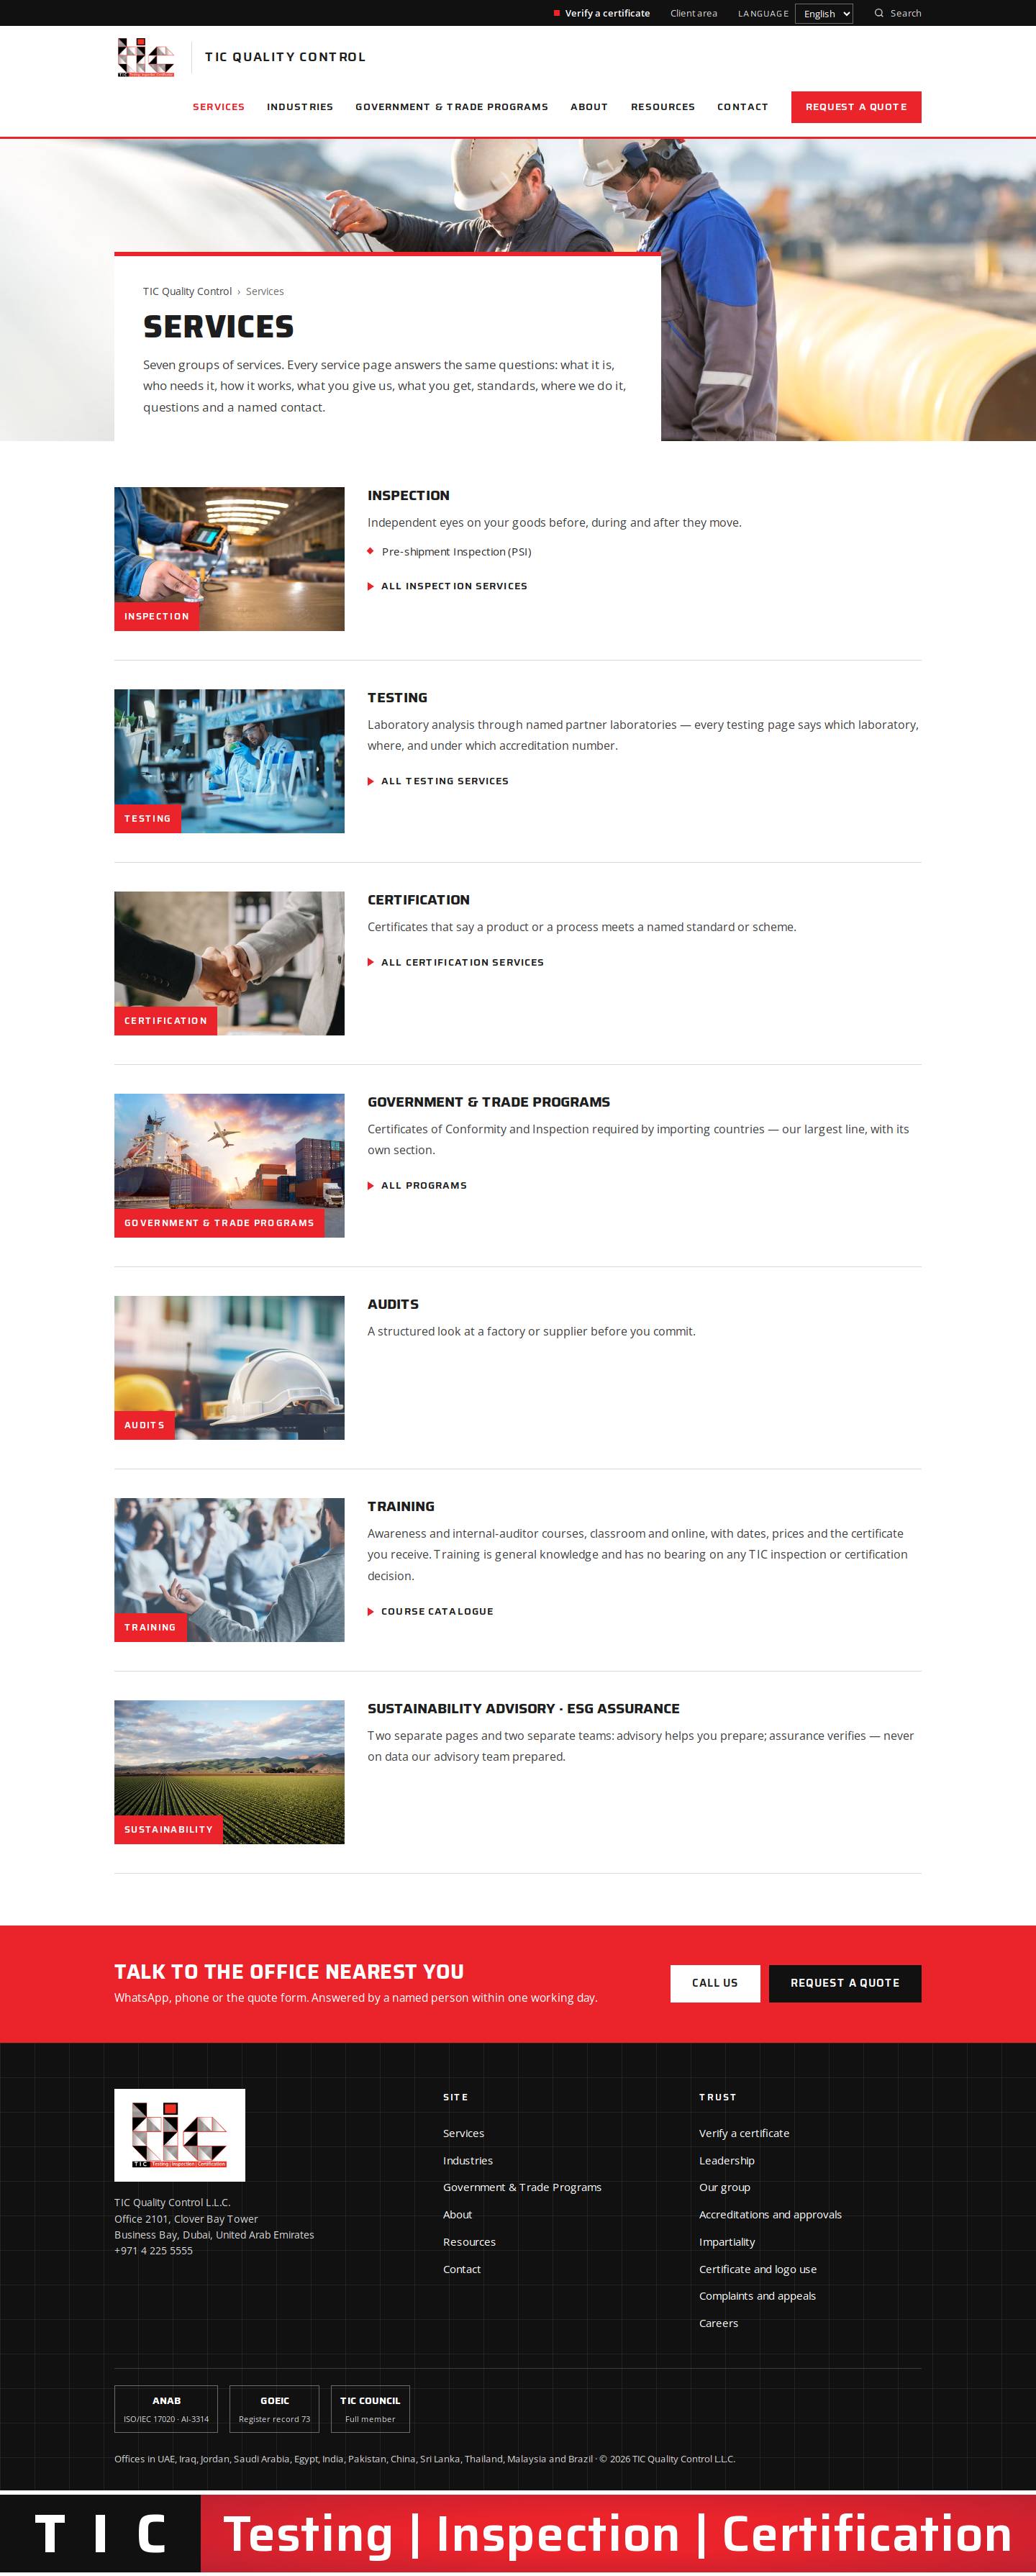 Verify a certificate Client area LANGUAGE English Search
tic TIC QUALITY CONTROL
SERVICES INDUSTRIES GOVERNMENT & TRADE PROGRAMS ABOUT RESOURCES CONTACT REQUEST A QUOTE
TIC Quality Control › Services
SERVICES
Seven groups of services. Every service page answers the same questions: what it is,
who needs it, how it works, what you give us, what you get, standards, where we do it,
questions and a named contact.
INSPECTION
Independent eyes on your goods before, during and after they move.
Pre-shipment Inspection (PSI)
ALL INSPECTION SERVICES
INSPECTION
TESTING
Laboratory analysis through named partner laboratories — every testing page says which laboratory,
where, and under which accreditation number.
ALL TESTING SERVICES
TESTING
CERTIFICATION
Certificates that say a product or a process meets a named standard or scheme.
ALL CERTIFICATION SERVICES
CERTIFICATION
GOVERNMENT & TRADE PROGRAMS
Certificates of Conformity and Inspection required by importing countries — our largest line, with its
own section.
ALL PROGRAMS
GOVERNMENT & TRADE PROGRAMS
AUDITS
A structured look at a factory or supplier before you commit.
AUDITS
TRAINING
Awareness and internal-auditor courses, classroom and online, with dates, prices and the certificate
you receive. Training is general knowledge and has no bearing on any TIC inspection or certification
decision.
COURSE CATALOGUE
TRAINING
SUSTAINABILITY ADVISORY · ESG ASSURANCE
Two separate pages and two separate teams: advisory helps you prepare; assurance verifies — never
on data our advisory team prepared.
SUSTAINABILITY
TALK TO THE OFFICE NEAREST YOU
WhatsApp, phone or the quote form. Answered by a named person within one working day.
CALL US REQUEST A QUOTE
tic
TIC Testing | Inspection | Certification
TIC Quality Control L.L.C.
Office 2101, Clover Bay Tower
Business Bay, Dubai, United Arab Emirates
+971 4 225 5555
SITE
Services
Industries
Government & Trade Programs
About
Resources
Contact
TRUST
Verify a certificate
Leadership
Our group
Accreditations and approvals
Impartiality
Certificate and logo use
Complaints and appeals
Careers
ANAB
ISO/IEC 17020 · AI-3314
GOEIC
Register record 73
TIC COUNCIL
Full member
Offices in UAE, Iraq, Jordan, Saudi Arabia, Egypt, India, Pakistan, China, Sri Lanka, Thailand, Malaysia and Brazil · © 2026 TIC Quality Control L.L.C.
TIC Testing | Inspection | Certification